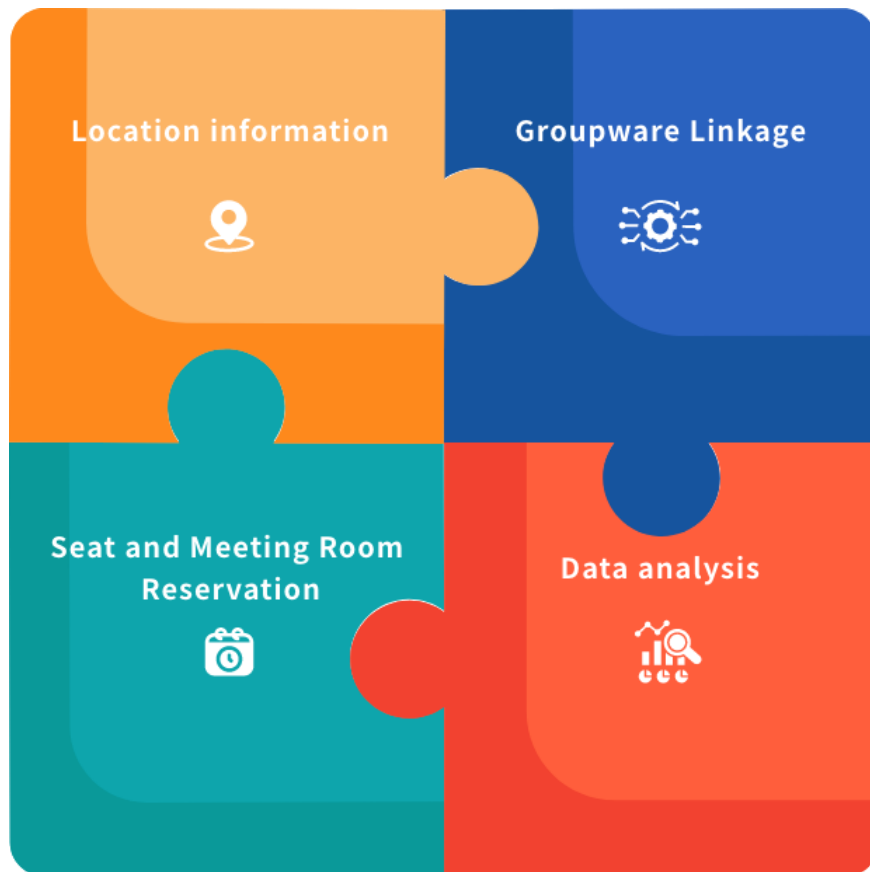 Location information
Groupware Linkage
Seat and Meeting Room
Reservation
Data analysis